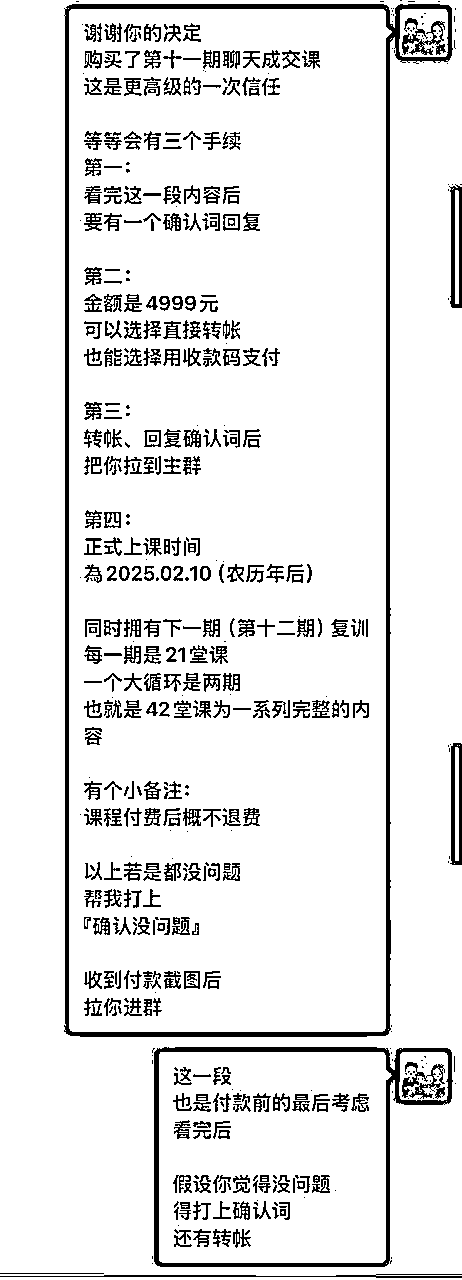 谢谢你的决定
购买了第十一期聊天成交课
这是更高级的一次信任
等等会有三个手续
第一：
看完这一段内容后
要有一个确认词回复
第二：
金额是4999元
可以选择直接转帐
也能选择用收款码支付
第三：
转帐、回复确认词后
把你拉到主群
第四：
正式上课时间
為2025.02.10（农历年后）
同时拥有下一期（第十二期）复训
每一期是21堂课
一个大循环是两期
也就是42堂课为一系列完整的内
容
有个小备注：
课程付费后概不退费
以上若是都没问题
帮我打上
『确认没问题』
收到付款截图后
拉你进群
这一段
也是付款前的最后考虑
看完后
假设你觉得没问题
得打上确认词
还有转帐